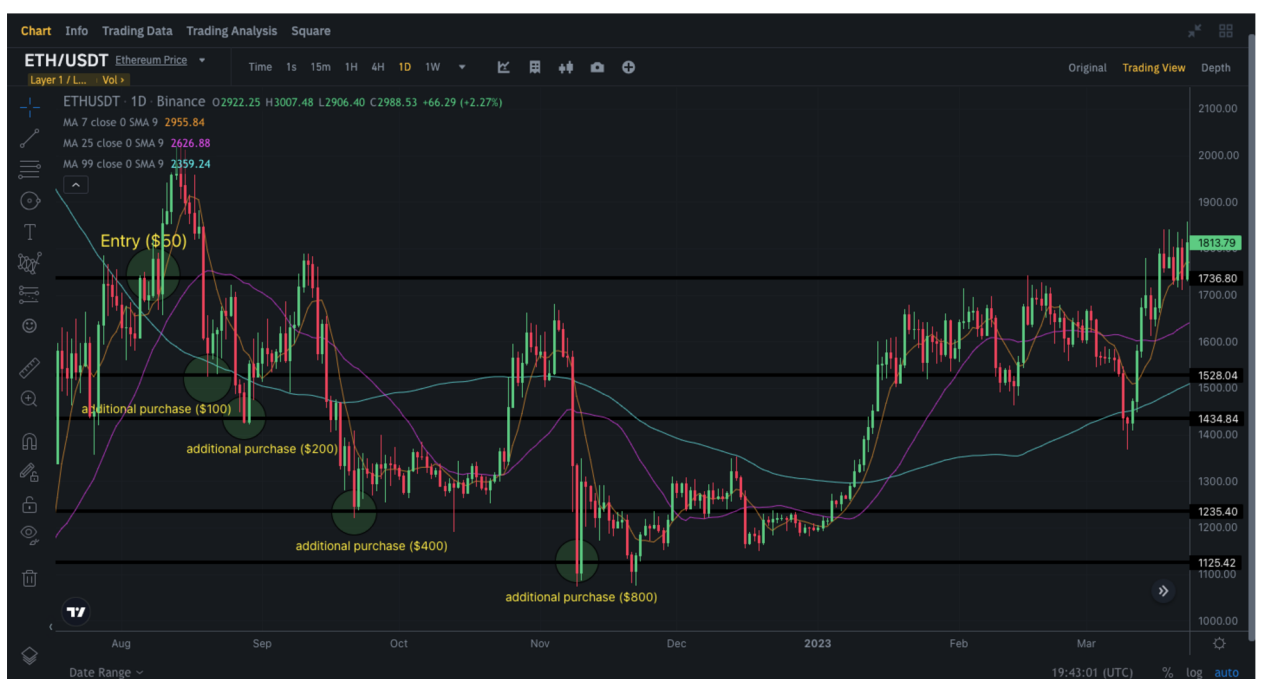 Chart Info Trading Data Trading Analysis Square
ETH/USDT Ethereum Price
Layer 1 / L... Vol
Time 1s 15m 1H 4H 1D 1W
Original Trading View Depth
ETHUSDT · 1D · Binance O2922.25 H3007.48 L2906.40 C2988.53 +66.29 (+2.27%)
MA 7 close 0 SMA 9 2955.84
MA 25 close 0 SMA 9 2626.88
MA 99 close 0 SMA 9 2359.24
2100.00
2000.00
1900.00
Entry ($50)
1813.79
1736.80
1700.00
1600.00
1528.04
1500.00
additional purchase ($100)
1434.84
1400.00
additional purchase ($200)
1300.00
1235.40
1200.00
additional purchase ($400)
1125.42
1100.00
additional purchase ($800)
1000.00
Aug Sep Oct Nov Dec 2023 Feb Mar
Date Range
19:43:01 (UTC) % log auto